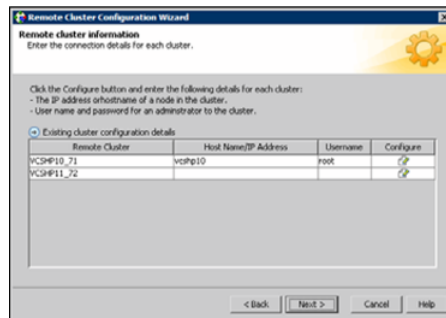 Remote Cluster Configuration Wizard
Remote cluster information
Enter the connection details for each cluster.
Click the Configure button and enter the following details for each cluster:
- The IP address orhostname of a node in the cluster.
- User name and password for an adminstrator to the cluster.
Existing cluster configuration details
Remote Cluster Host Name/IP Address Username Configure
VCSHP10_71 vcshp10 root
VCSHP11_72
< Back Next > Cancel Help